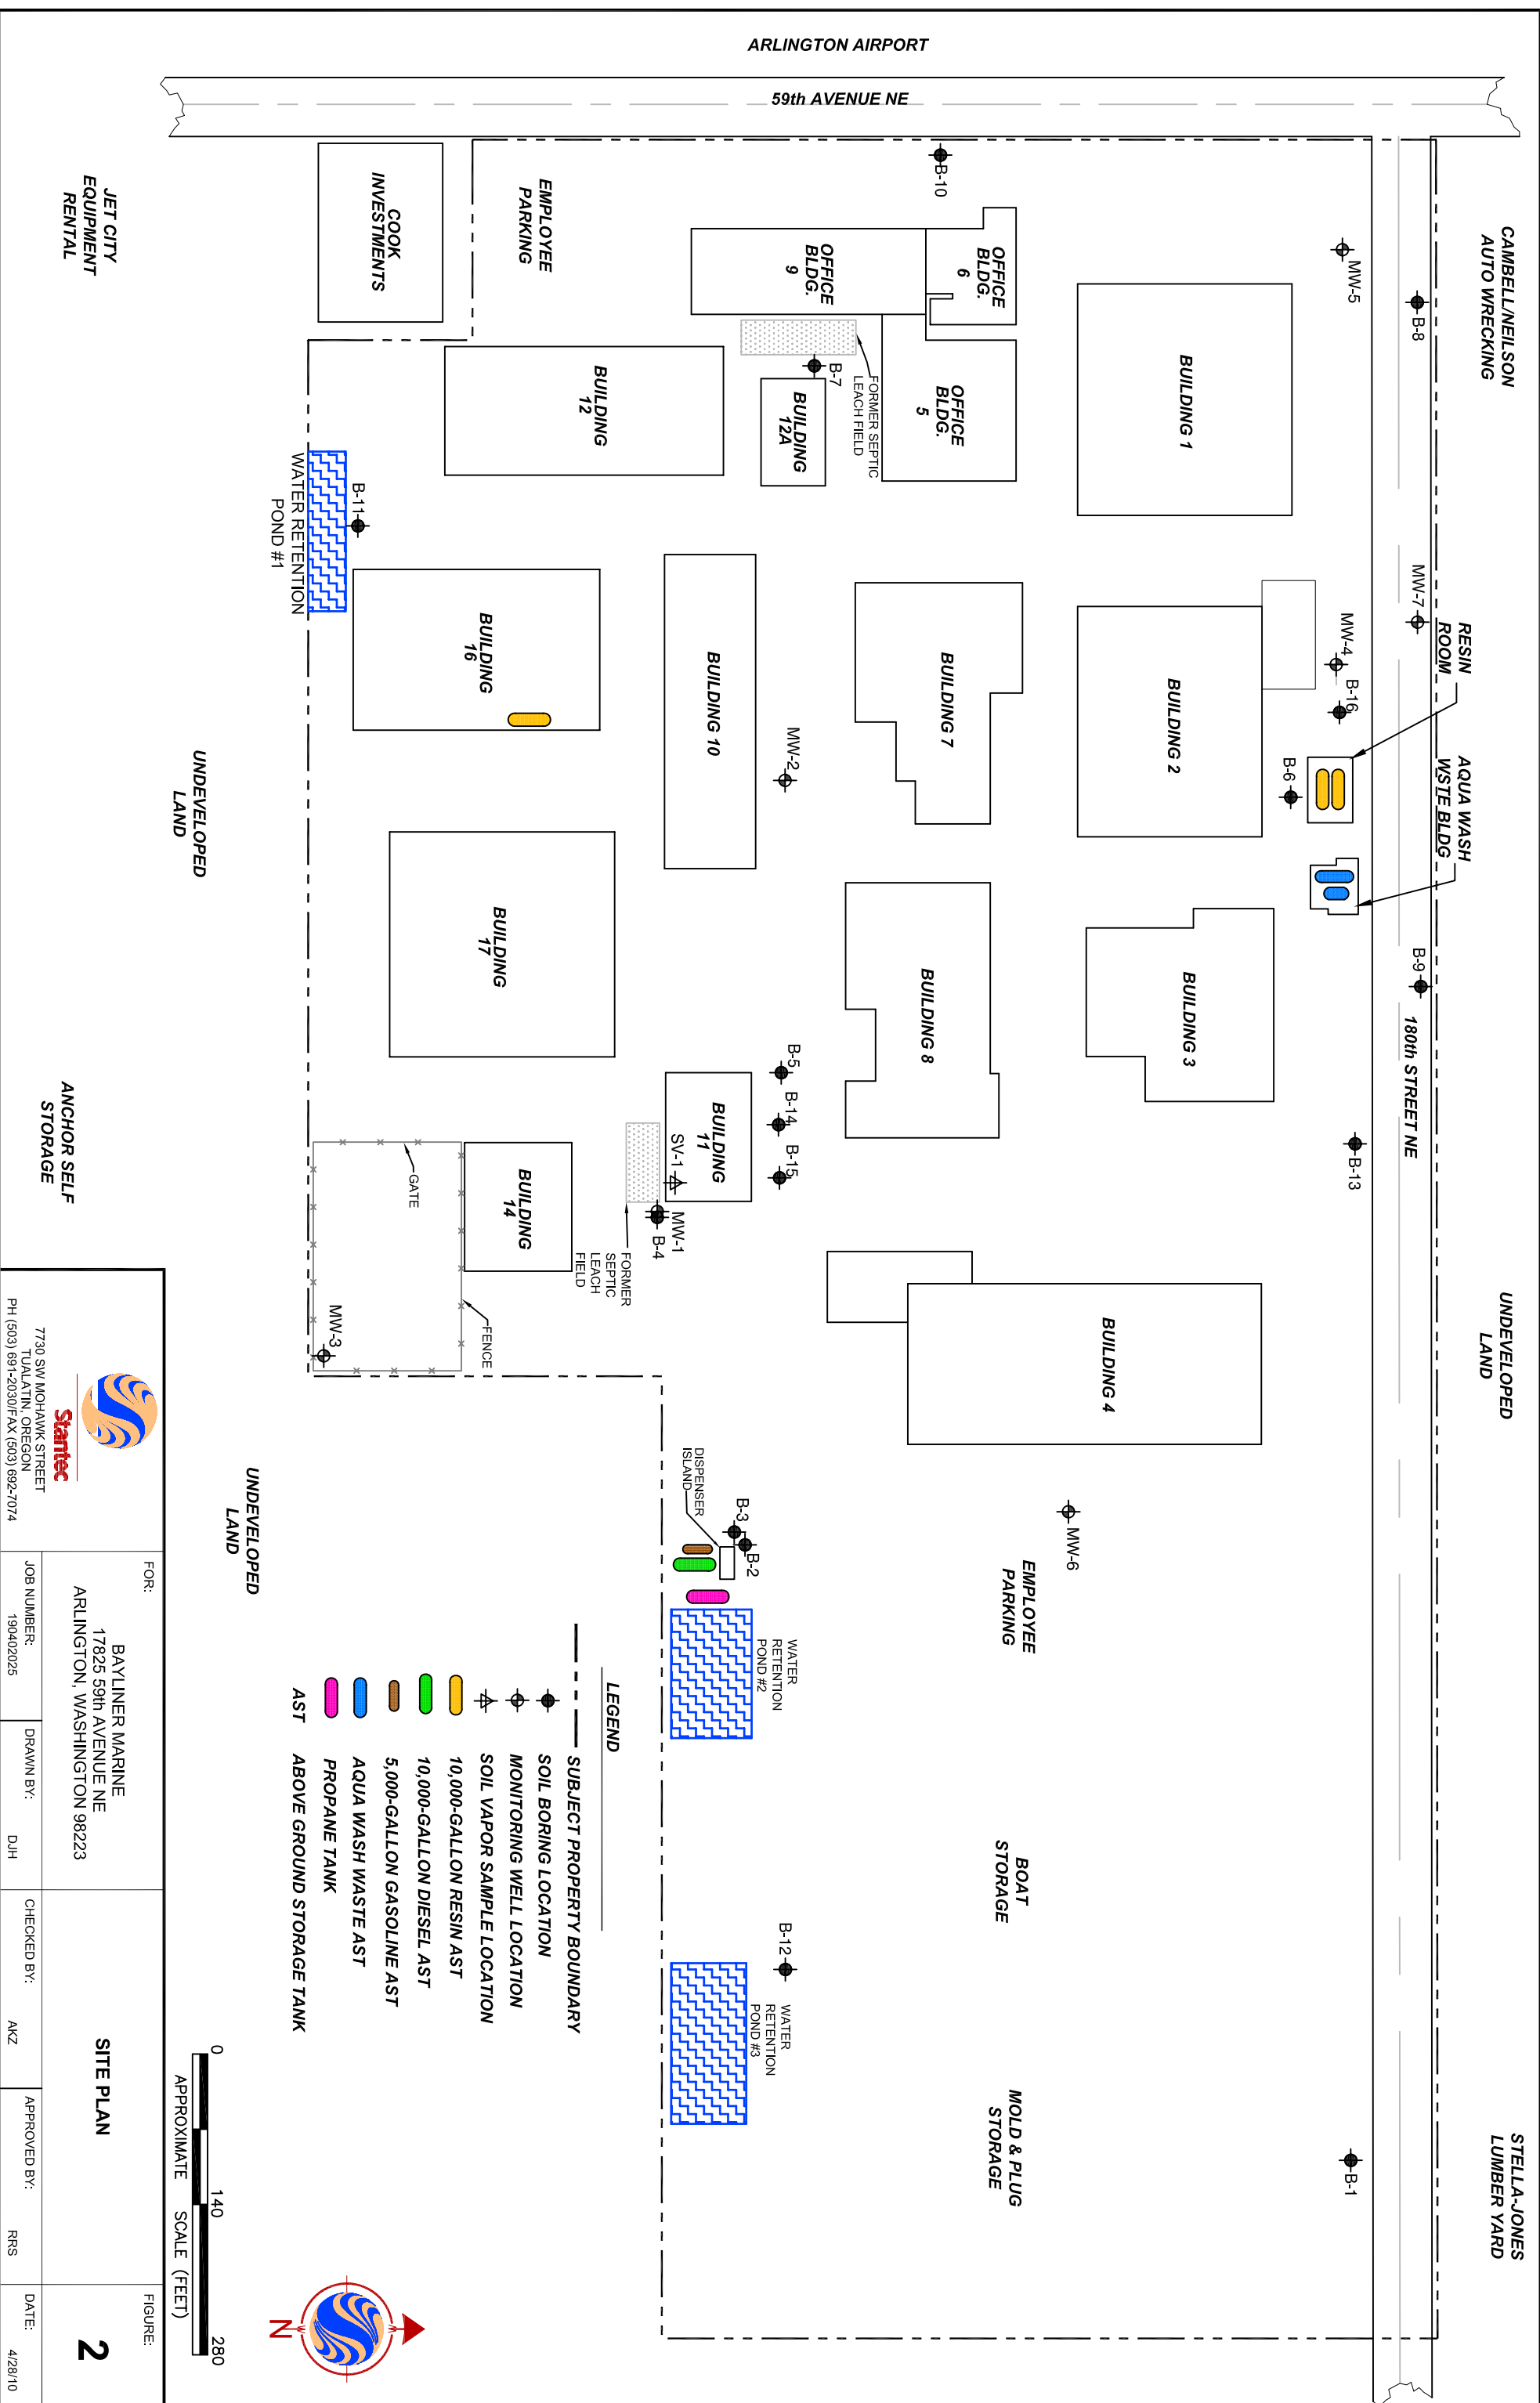 ARLINGTON AIRPORT
59th AVENUE NE
CAMBELL/NEILSON
AUTO WRECKING
UNDEVELOPED
LAND
STELLA-JONES
LUMBER YARD
B-8
MW-7
RESIN
ROOM
AQUA WASH
WSTE BLDG
B-9
180th STREET NE
MW-5
MW-4
B-16
B-6
B-13
B-1
BUILDING 1
BUILDING 2
BUILDING 3
BUILDING 4
MW-6
B-10
OFFICE
BLDG.
6
OFFICE
BLDG.
5
OFFICE
BLDG.
9
BUILDING 7
BUILDING 8
EMPLOYEE
PARKING
BOAT
STORAGE
MOLD & PLUG
STORAGE
FORMER SEPTIC
LEACH FIELD
B-7
BUILDING
12A
MW-2
B-5
B-14
B-15
B-2
B-3
WATER
RETENTION
POND #2
B-12
WATER
RETENTION
POND #3
DISPENSER
ISLAND
BUILDING 10
BUILDING
11
SV-1
MW-1
B-4
FORMER
SEPTIC
LEACH
FIELD
EMPLOYEE
PARKING
BUILDING
12
BUILDING
16
BUILDING
17
BUILDING
14
FENCE
GATE
MW-3
COOK
INVESTMENTS
B-11
WATER RETENTION
POND #1
JET CITY
EQUIPMENT
RENTAL
UNDEVELOPED
LAND
ANCHOR SELF
STORAGE
UNDEVELOPED
LAND
LEGEND
SUBJECT PROPERTY BOUNDARY
SOIL BORING LOCATION
MONITORING WELL LOCATION
SOIL VAPOR SAMPLE LOCATION
10,000-GALLON RESIN AST
10,000-GALLON DIESEL AST
5,000-GALLON GASOLINE AST
AQUA WASH WASTE AST
PROPANE TANK
AST ABOVE GROUND STORAGE TANK
N
0 140 280
APPROXIMATE SCALE (FEET)
Stantec
7730 SW MOHAWK STREET
TUALATIN, OREGON
PH (503) 691-2030/FAX (503) 692-7074
FOR:
BAYLINER MARINE
17825 59th AVENUE NE
ARLINGTON, WASHINGTON 98223
SITE PLAN
FIGURE:
2
JOB NUMBER: 190402025
DRAWN BY: DJH
CHECKED BY: AKZ
APPROVED BY: RRS
DATE: 4/28/10